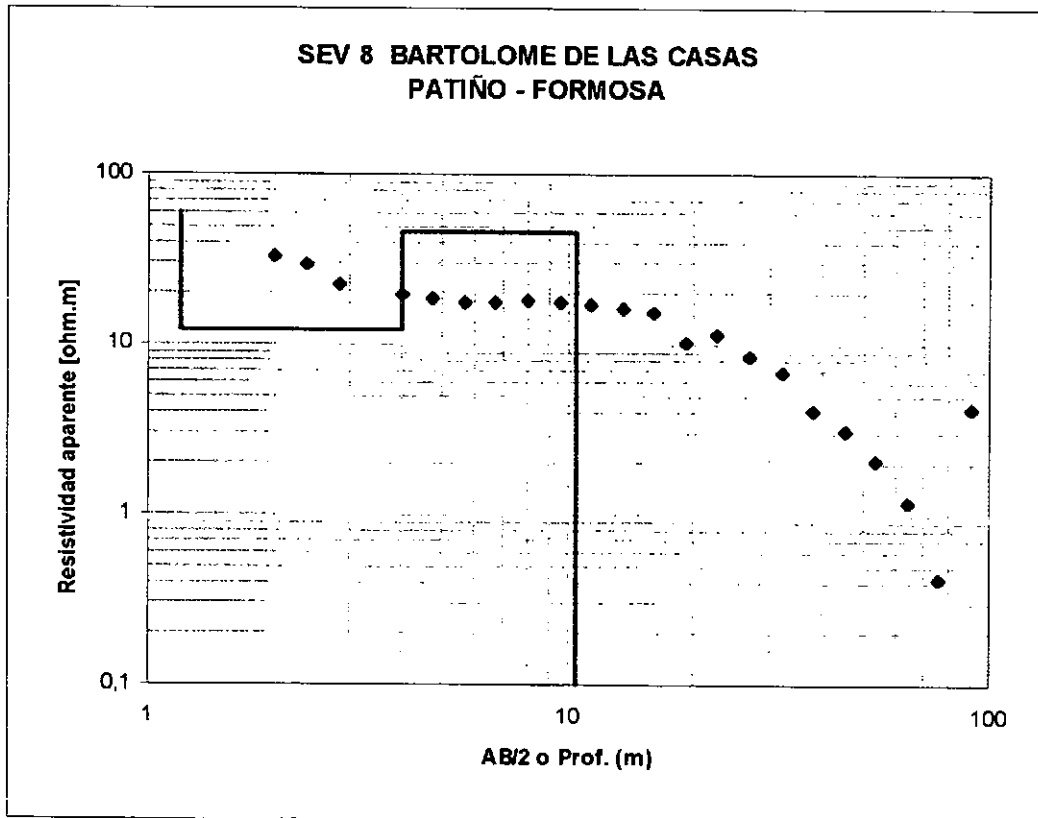 SEV 8 BARTOLOME DE LAS CASAS
PATIÑO - FORMOSA
Resistividad aparente [ohm.m]
100
10
1
0,1
1
10
100
AB/2 o Prof. (m)